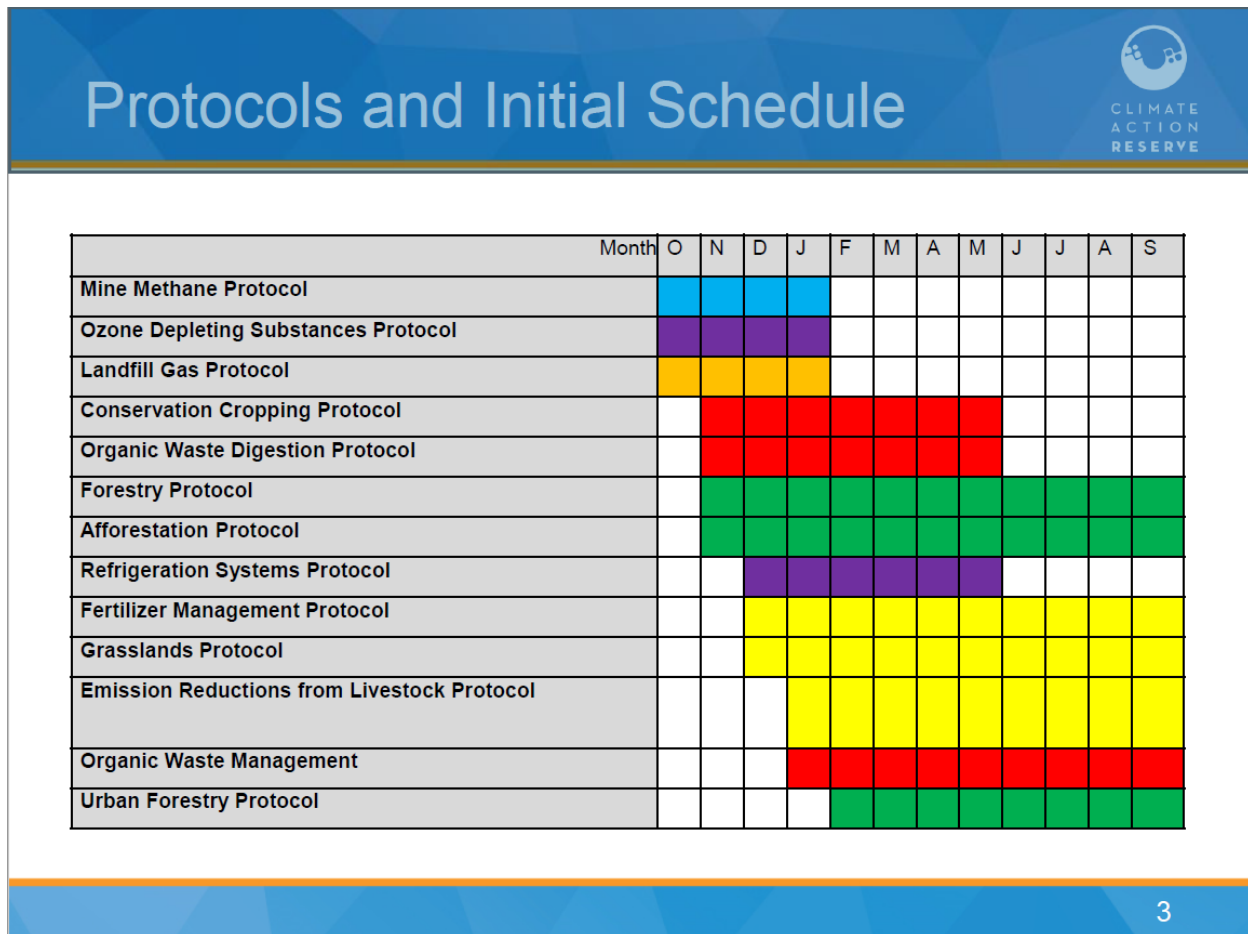 Protocols and Initial Schedule
CLIMATE
ACTION
RESERVE
Month O N D J F M A M J J A S
Mine Methane Protocol
Ozone Depleting Substances Protocol
Landfill Gas Protocol
Conservation Cropping Protocol
Organic Waste Digestion Protocol
Forestry Protocol
Afforestation Protocol
Refrigeration Systems Protocol
Fertilizer Management Protocol
Grasslands Protocol
Emission Reductions from Livestock Protocol
Organic Waste Management
Urban Forestry Protocol
3